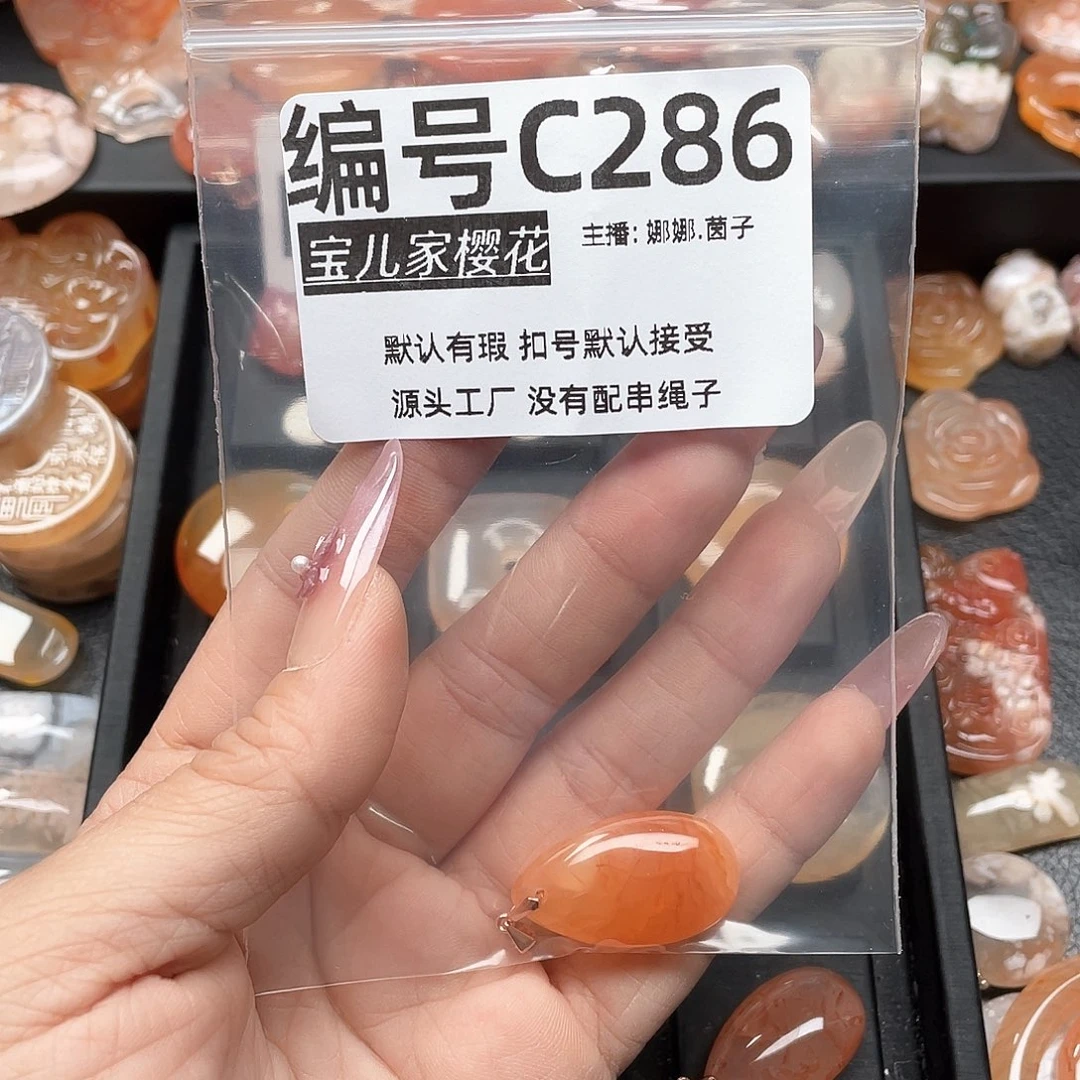 编号C286
宝儿家樱花 主播: 娜娜.茵子
默认有瑕 扣号默认接受
源头工厂 没有配串绳子